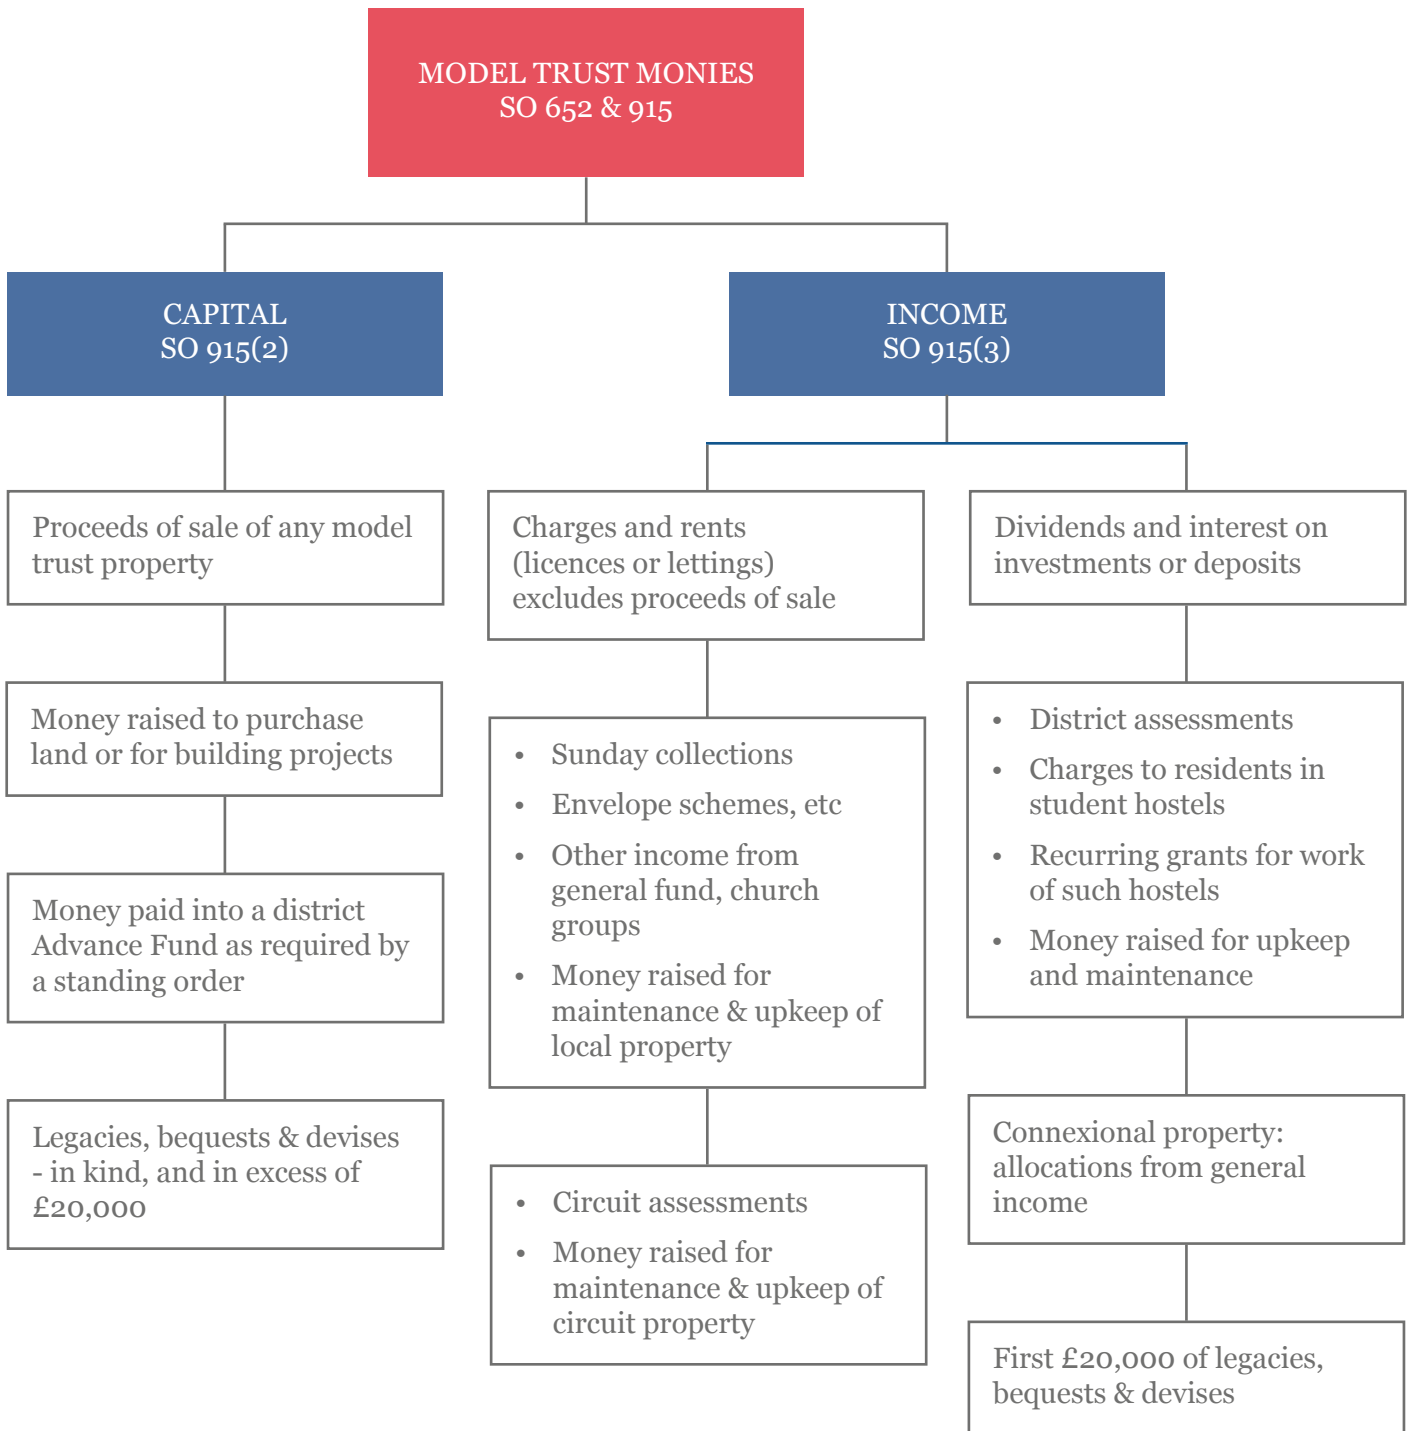 MODEL TRUST MONIES
SO 652 & 915
CAPITAL
SO 915(2)
Proceeds of sale of any model
trust property
Money raised to purchase
land or for building projects
Money paid into a district
Advance Fund as required by
a standing order
Legacies, bequests & devises
- in kind, and in excess of
£20,000
INCOME
SO 915(3)
Charges and rents
(licences or lettings)
excludes proceeds of sale
• Sunday collections
• Envelope schemes, etc
• Other income from
general fund, church
groups
• Money raised for
maintenance & upkeep of
local property
• Circuit assessments
• Money raised for
maintenance & upkeep of
circuit property
Dividends and interest on
investments or deposits
• District assessments
• Charges to residents in
student hostels
• Recurring grants for work
of such hostels
• Money raised for upkeep
and maintenance
Connexional property:
allocations from general
income
First £20,000 of legacies,
bequests & devises